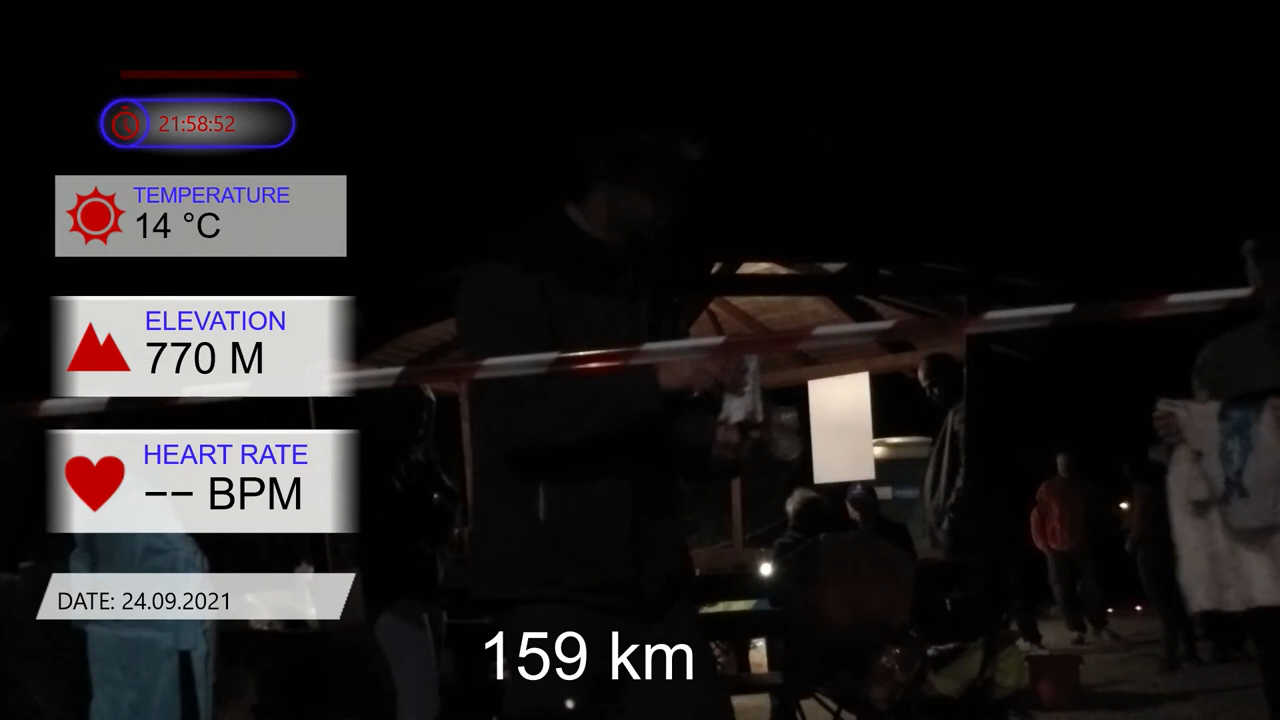 21:58:52
TEMPERATURE
14 °C
ELEVATION
770 M
HEART RATE
-- BPM
DATE: 24.09.2021
159 km